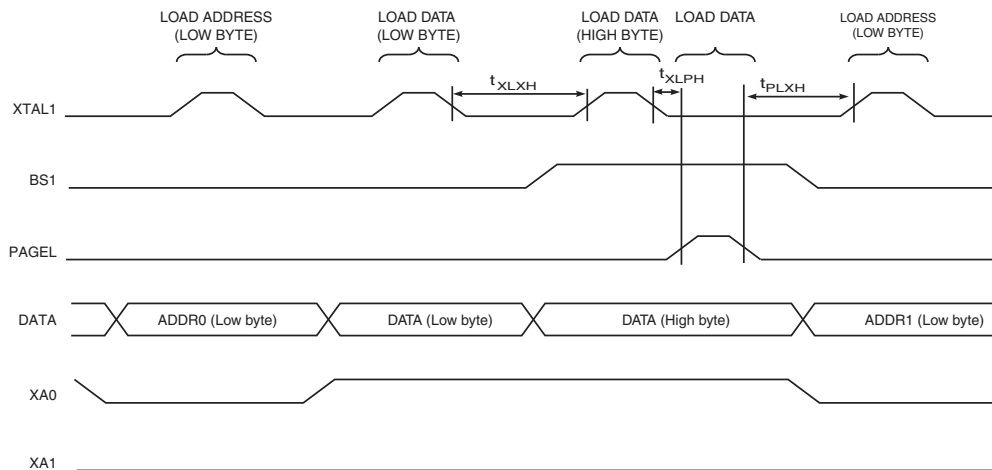 LOAD ADDRESS
(LOW BYTE)
LOAD DATA
(LOW BYTE)
LOAD DATA
(HIGH BYTE)
LOAD DATA
LOAD ADDRESS
(LOW BYTE)
tXLXH
tXLPH
tPLXH
XTAL1
BS1
PAGEL
DATA
ADDR0 (Low byte)
DATA (Low byte)
DATA (High byte)
ADDR1 (Low byte)
XA0
XA1